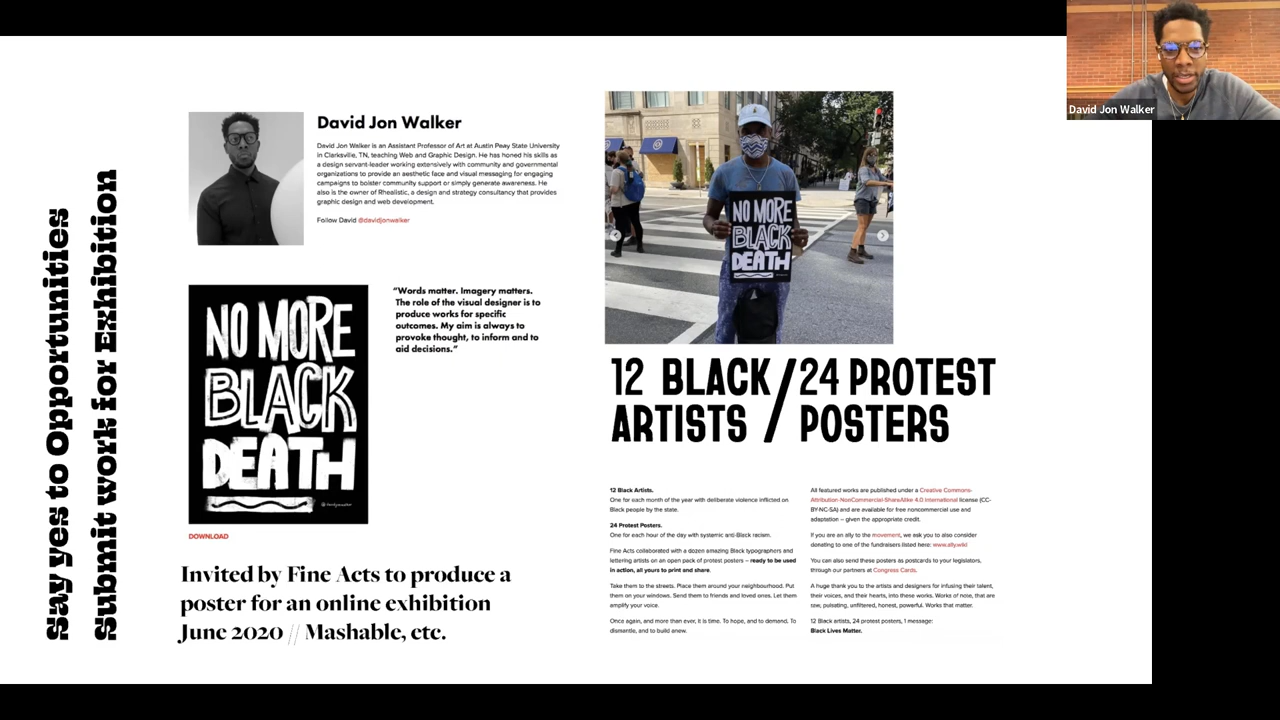 Say yes to Opportunities
Submit work for Exhibition
David Jon Walker
David Jon Walker is an Assistant Professor of Art at Austin Peay State University
in Clarksville, TN, teaching Web and Graphic Design. He has honed his skills as
a design servant-leader working extensively with community and governmental
organizations to provide an aesthetic face and visual messaging for engaging
campaigns to bolster community support or simply generate awareness. He
also is the owner of Rhealistic, a design and strategy consultancy that provides
graphic design and web development.
Follow David @davidjonwalker
NO MORE
BLACK
DEATH
@davidjonwalker
DOWNLOAD
"Words matter. Imagery matters.
The role of the visual designer is to
produce works for specific
outcomes. My aim is always to
provoke thought, to inform and to
aid decisions."
Invited by Fine Acts to produce a
poster for an online exhibition
June 2020 // Mashable, etc.
NO MORE
BLACK
DEATH
12 BLACK / 24 PROTEST
ARTISTS / POSTERS
12 Black Artists.
One for each month of the year with deliberate violence inflicted on
Black people by the state.
24 Protest Posters.
One for each hour of the day with systemic anti-Black racism.
Fine Acts collaborated with a dozen amazing Black typographers and
lettering artists on an open pack of protest posters – ready to be used
in action, all yours to print and share.
Take them to the streets. Place them around your neighbourhood. Put
them on your windows. Send them to friends and loved ones. Let them
amplify your voice.
Once again, and more than ever, it is time. To hope, and to demand. To
dismantle, and to build anew.
All featured works are published under a Creative Commons-
Attribution-NonCommercial-ShareAlike 4.0 International license (CC-
BY-NC-SA) and are available for free noncommercial use and
adaptation – given the appropriate credit.
If you are an ally to the movement, we ask you to also consider
donating to one of the fundraisers listed here: www.ally.wiki
You can also send these posters as postcards to your legislators,
through our partners at Congress Cards.
A huge thank you to the artists and designers for infusing their talent,
their voices, and their hearts, into these works. Works of note, that are
raw, pulsating, unfiltered, honest, powerful. Works that matter.
12 Black artists, 24 protest posters, 1 message:
Black Lives Matter.
David Jon Walker